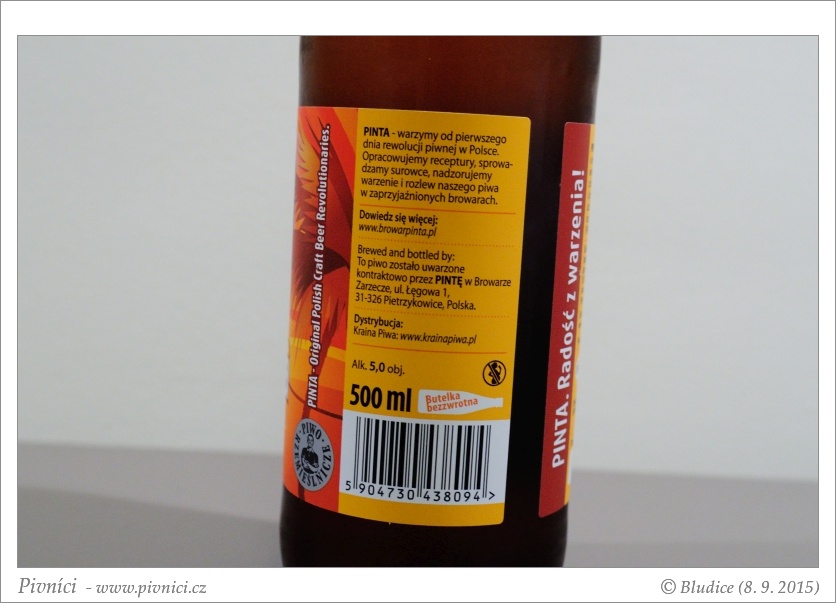 PINTA - Original Polish Craft Beer Revolutionaries.
PIWO
RZEMIEŚLNICZE
PINTA - warzymy od pierwszego
dnia rewolucji piwnej w Polsce.
Opracowujemy receptury, sprowa-
dzamy surowce, nadzorujemy
warzenie i rozlew naszego piwa
w zaprzyjaźnionych browarach.
Dowiedz się więcej:
www.browarpinta.pl
Brewed and bottled by:
To piwo zostało uwarzone
kontraktowo przez PINTĘ w Browarze
Zarzecze, ul. Łęgowa 1,
31-326 Pietrzykowice, Polska.
Dystrybucja:
Kraina Piwa: www.krainapiwa.pl
Alk. 5,0 obj.
500 ml
Butelka
bezzwrotna
5 904730 438094 >
PINTA. Radość z warzenia!
Pivníci - www.pivnici.cz
© Bludice (8. 9. 2015)